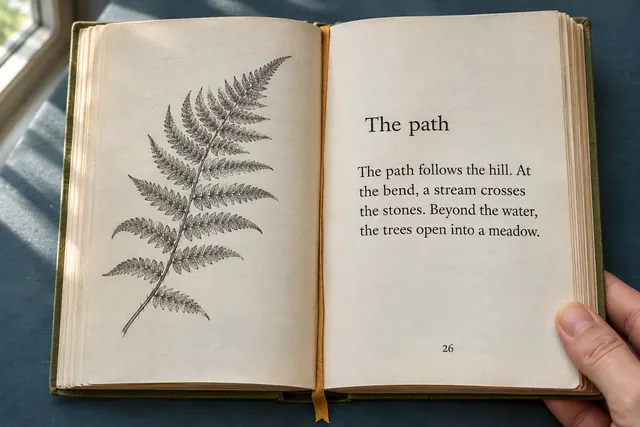 The path
The path follows the hill. At
the bend, a stream crosses
the stones. Beyond the water,
the trees open into a meadow.
26